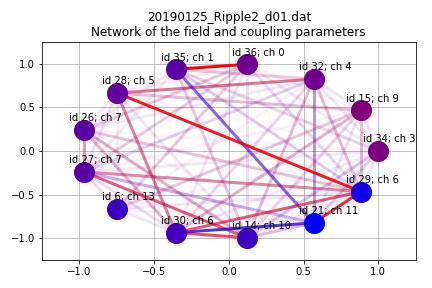 20190125_Ripple2_d01.dat
Network of the field and coupling parameters
id 35; ch 1
id 36; ch 0
id 28; ch 5
id 32; ch 4
id 15; ch 9
id 26; ch 7
id 34; ch 3
id 27; ch 7
id 29; ch 6
id 6; ch 13
id 21; ch 11
id 30; ch 6
id 14; ch 10
1.0
0.5
0.0
−0.5
−1.0
−1.0 −0.5 0.0 0.5 1.0